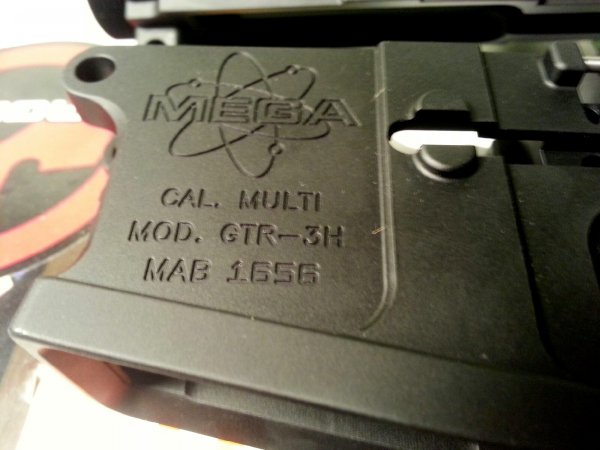 MEGA
CAL. MULTI
MOD. GTR-3H
MAB 1656